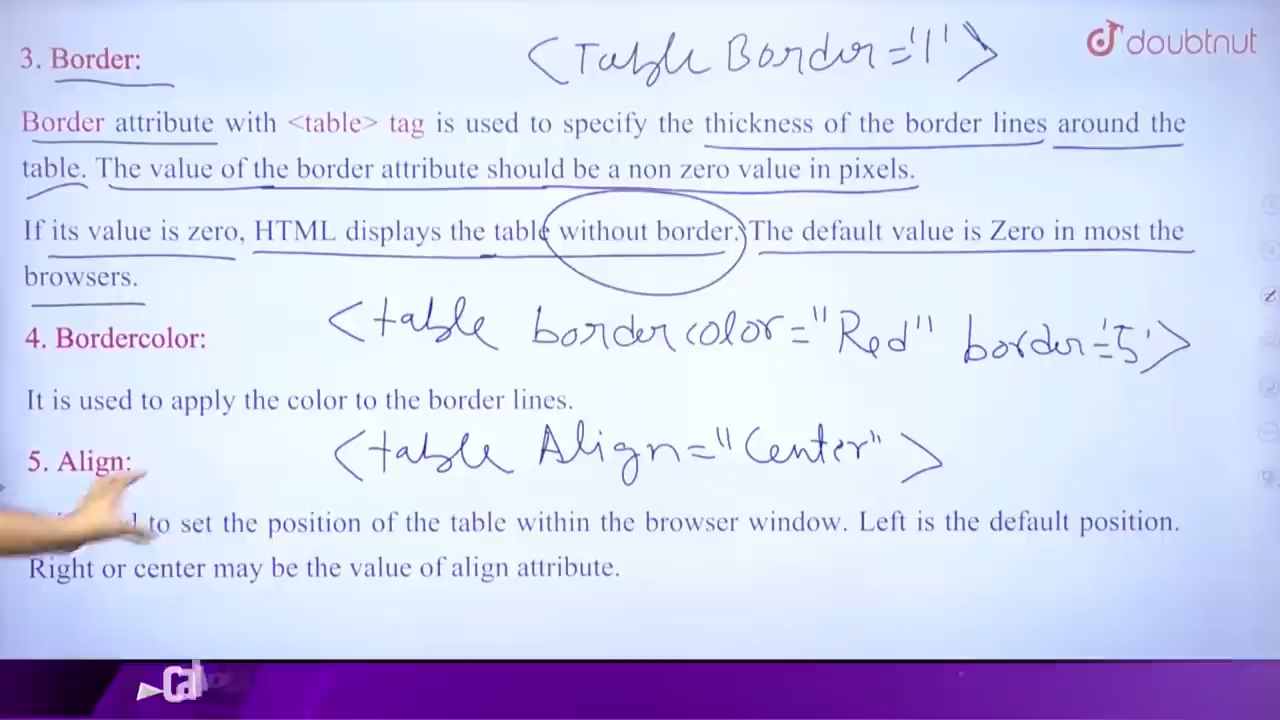 3. Border:
<Table Border='1'>
doubtnut
Border attribute with <table> tag is used to specify the thickness of the border lines around the
table. The value of the border attribute should be a non zero value in pixels.
If its value is zero, HTML displays the table without border. The default value is Zero in most the
browsers.
<table bordercolor="Red" border='5'>
4. Bordercolor:
It is used to apply the color to the border lines.
<table Align="Center">
5. Align:
to set the position of the table within the browser window. Left is the default position.
Right or center may be the value of align attribute.